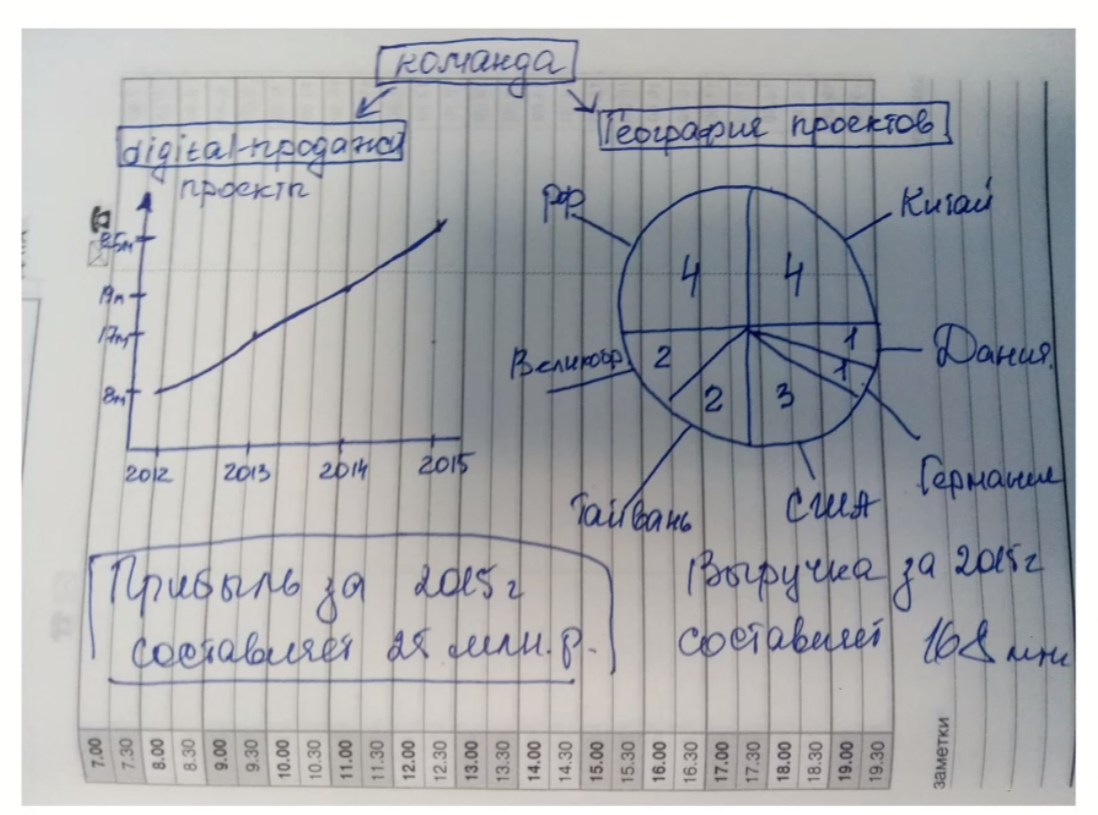 команда
digital-продажи
проекты
География проектов
25м
19м
17м
8м
2012 2013 2014 2015
РФ
Китай
4 4
Великобр.
2 2 3 1 1
Дания
Германия
США
Тайвань
Прибыль за 2015г
составляет 25 млн. р.
Выручка за 2015г
составляет 168 млн
7.00 7.30 8.00 8.30 9.00 9.30 10.00 10.30 11.00 11.30 12.00 12.30 13.00 13.30 14.00 14.30 15.00 15.30 16.00 16.30 17.00 17.30 18.00 18.30 19.00 19.30
заметки